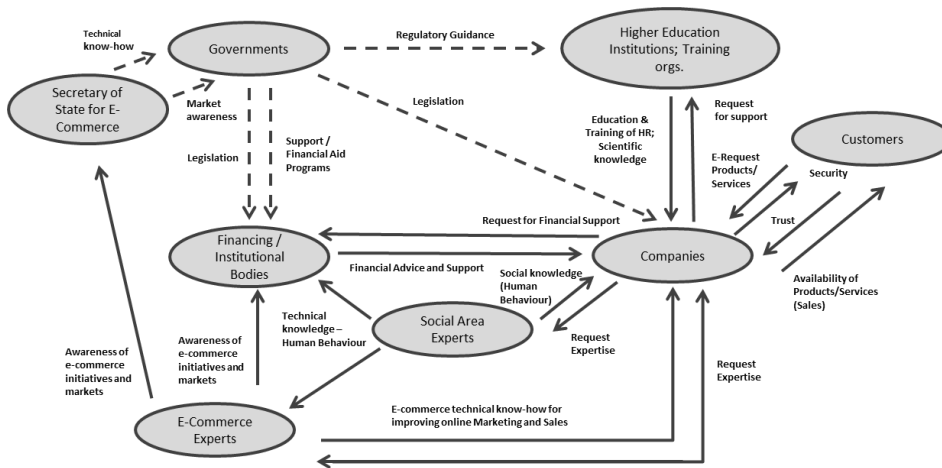 Technical
know-how
Governments
Regulatory Guidance
Higher Education
Institutions; Training
orgs.
Secretary of
State for E-
Commerce
Market
awareness
Legislation
Legislation
Support /
Financial Aid
Programs
Education &
Training of HR;
Scientific
knowledge
Request
for support
Customers
E-Request
Products/
Services
Security
Trust
Request for Financial Support
Financing /
Institutional
Bodies
Companies
Financial Advice and Support
Social knowledge
(Human
Behaviour)
Availability of
Products/Services
(Sales)
Technical
knowledge –
Human Behaviour
Social Area
Experts
Request
Expertise
Awareness of
e-commerce
initiatives and
markets
Awareness of
e-commerce
initiatives and
markets
Request
Expertise
E-Commerce
Experts
E-commerce technical know-how for
improving online Marketing and Sales